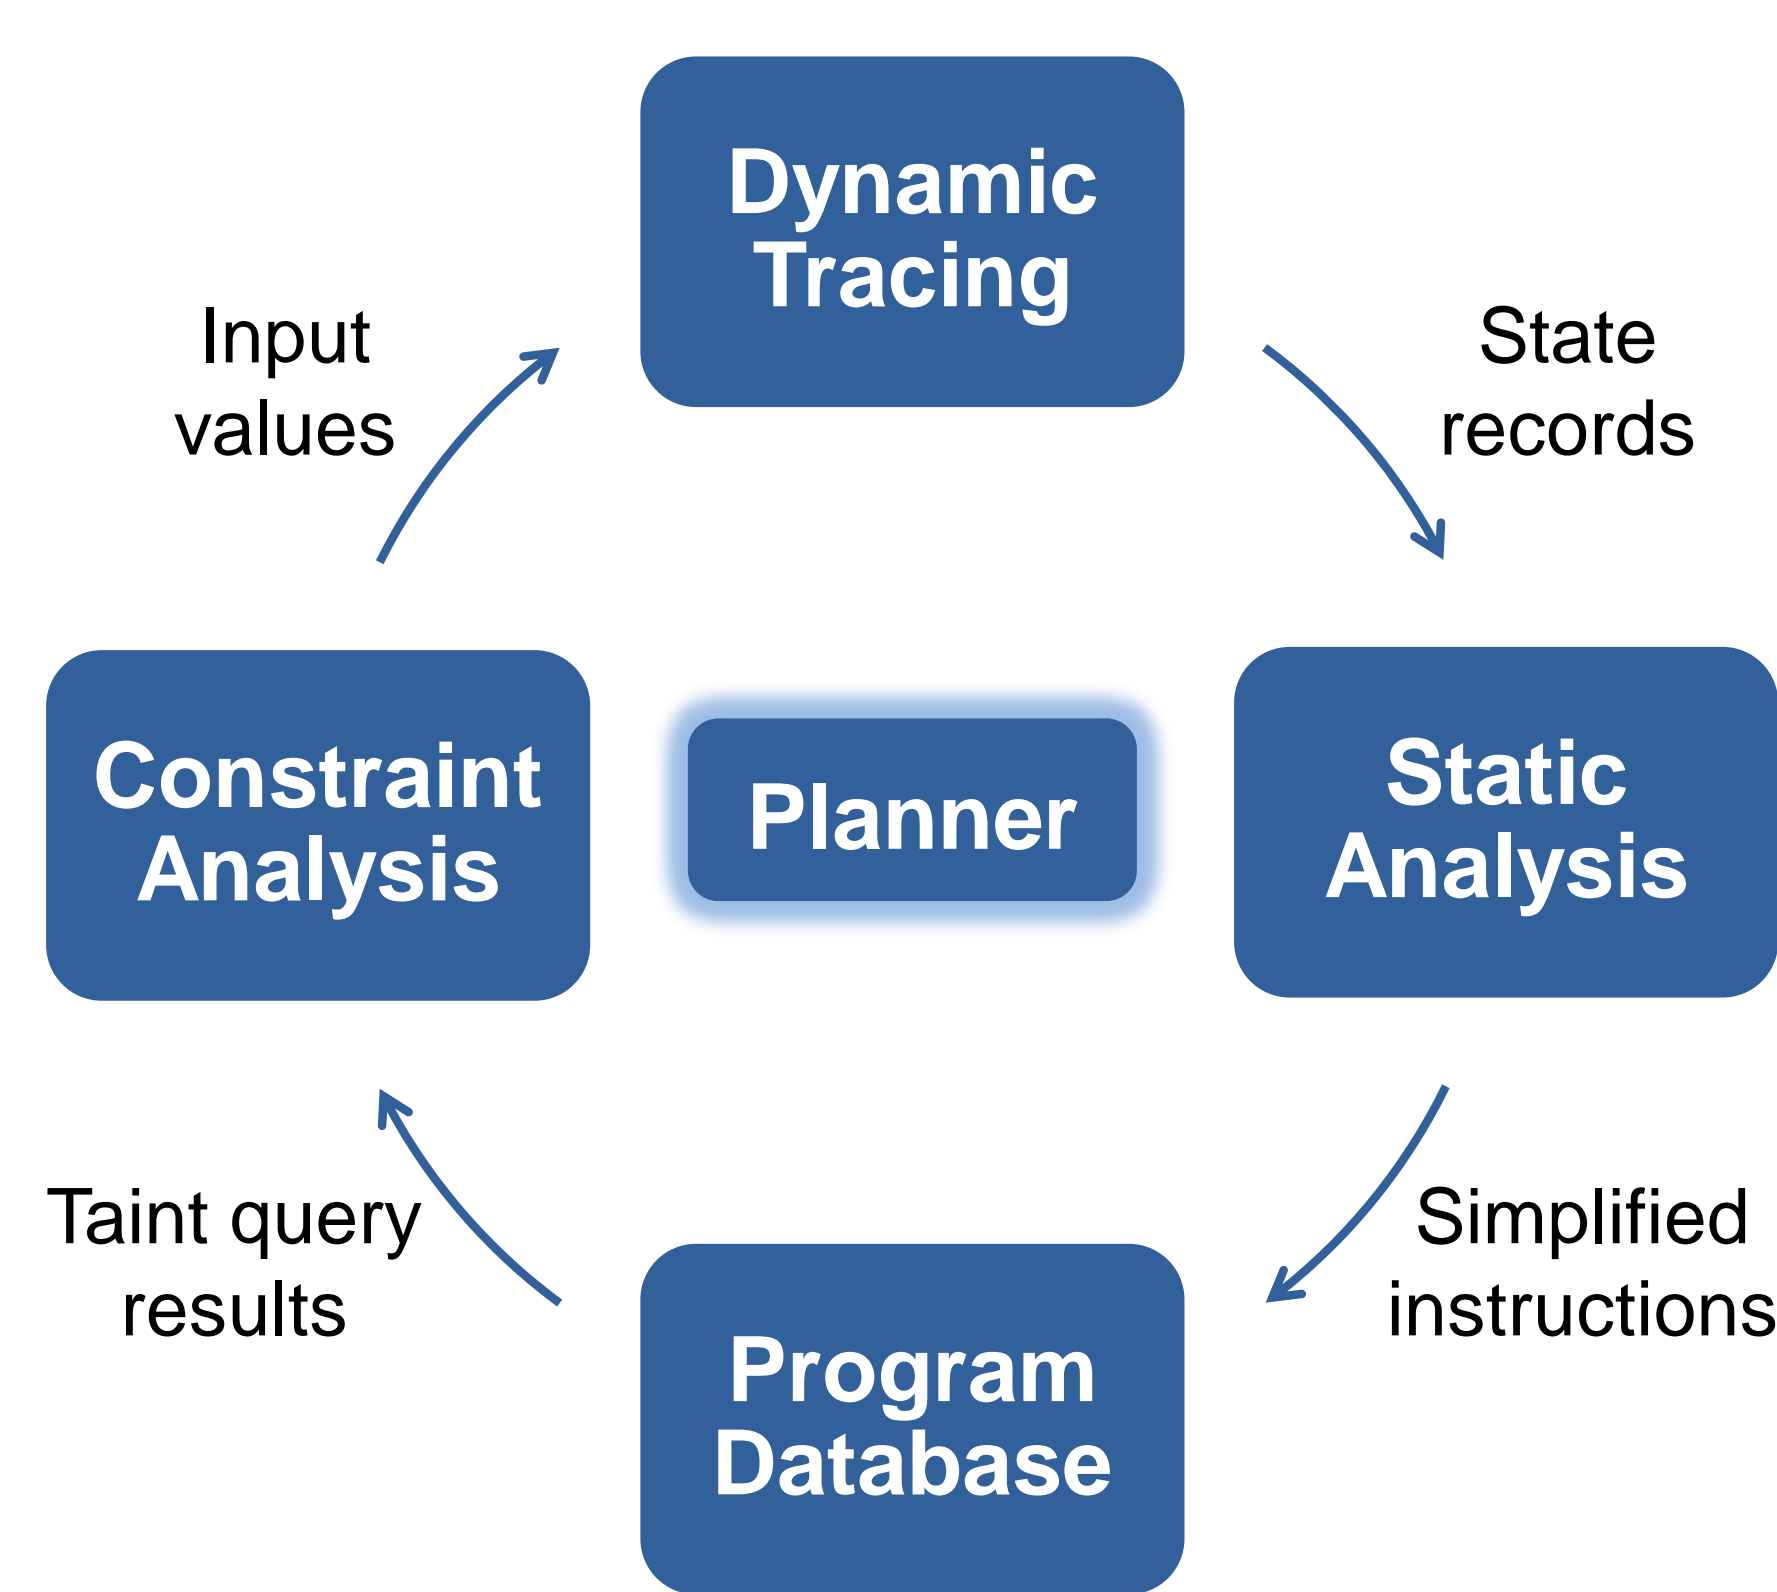 Dynamic
Tracing
Input
values
State
records
Constraint
Analysis
Planner
Static
Analysis
Taint query
results
Simplified
instructions
Program
Database